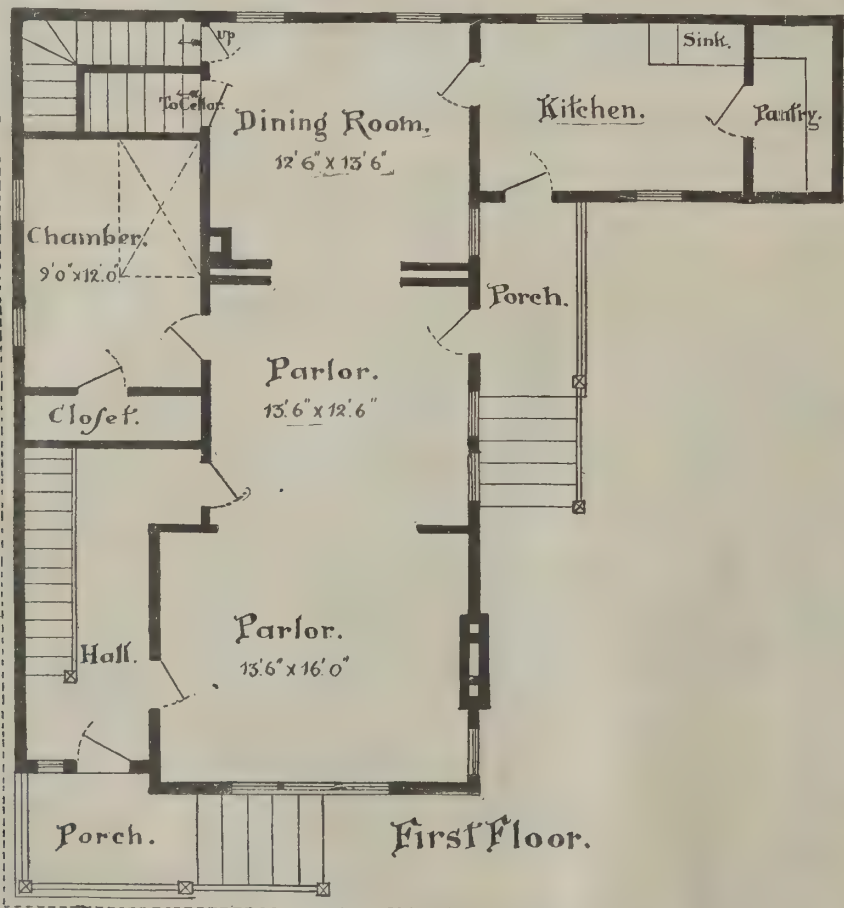 Up
Sink.
To Cellar.
Kitchen.
Pantry.
Dining Room.
12'6" x 13'6"
Chamber.
9'0" x 12'.0"
Porch.
Parlor.
13'.6" x 12'.6"
Closet.
Parlor.
13'.6" x 16'.0"
Hall.
Porch.
First Floor.